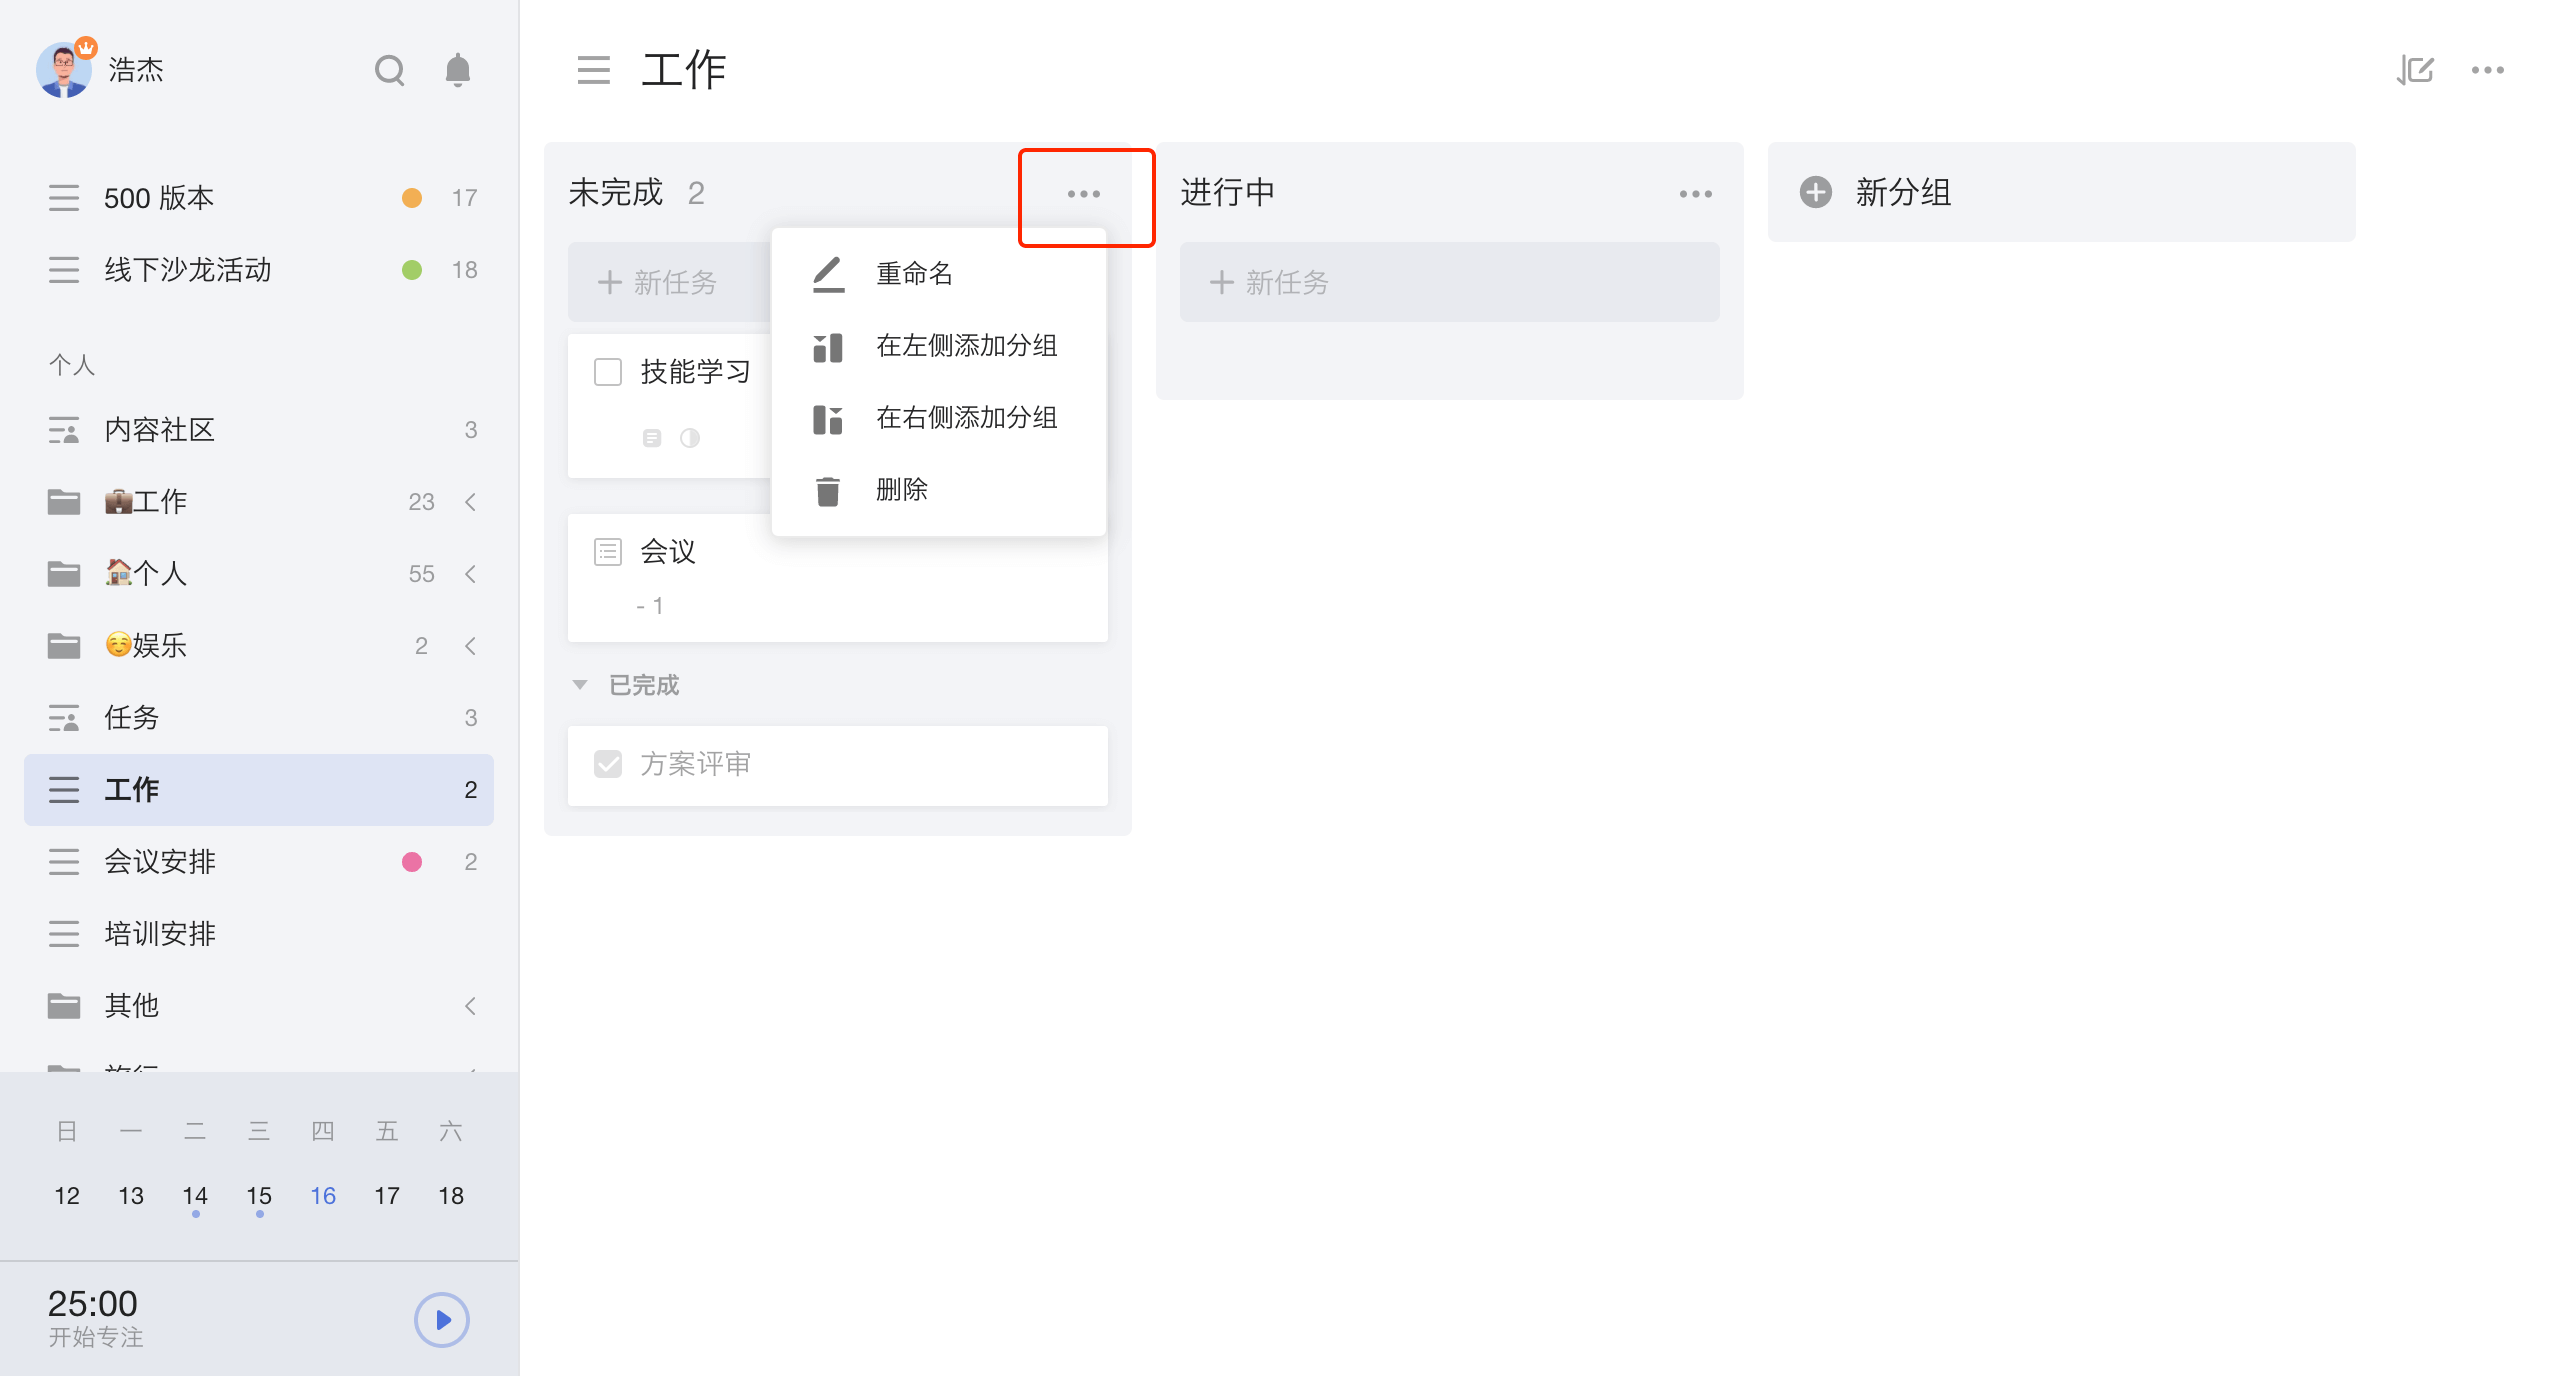 浩杰
500 版本 17
线下沙龙活动 18
个人
内容社区 3
💼工作 23
🏠个人 55
☺️娱乐 2
任务 3
工作 2
会议安排 2
培训安排
其他
日 一 二 三 四 五 六
12 13 14 15 16 17 18
25:00
开始专注
工作
未完成 2
新任务
技能学习
会议
- 1
已完成
方案评审
重命名
在左侧添加分组
在右侧添加分组
删除
进行中
新任务
新分组